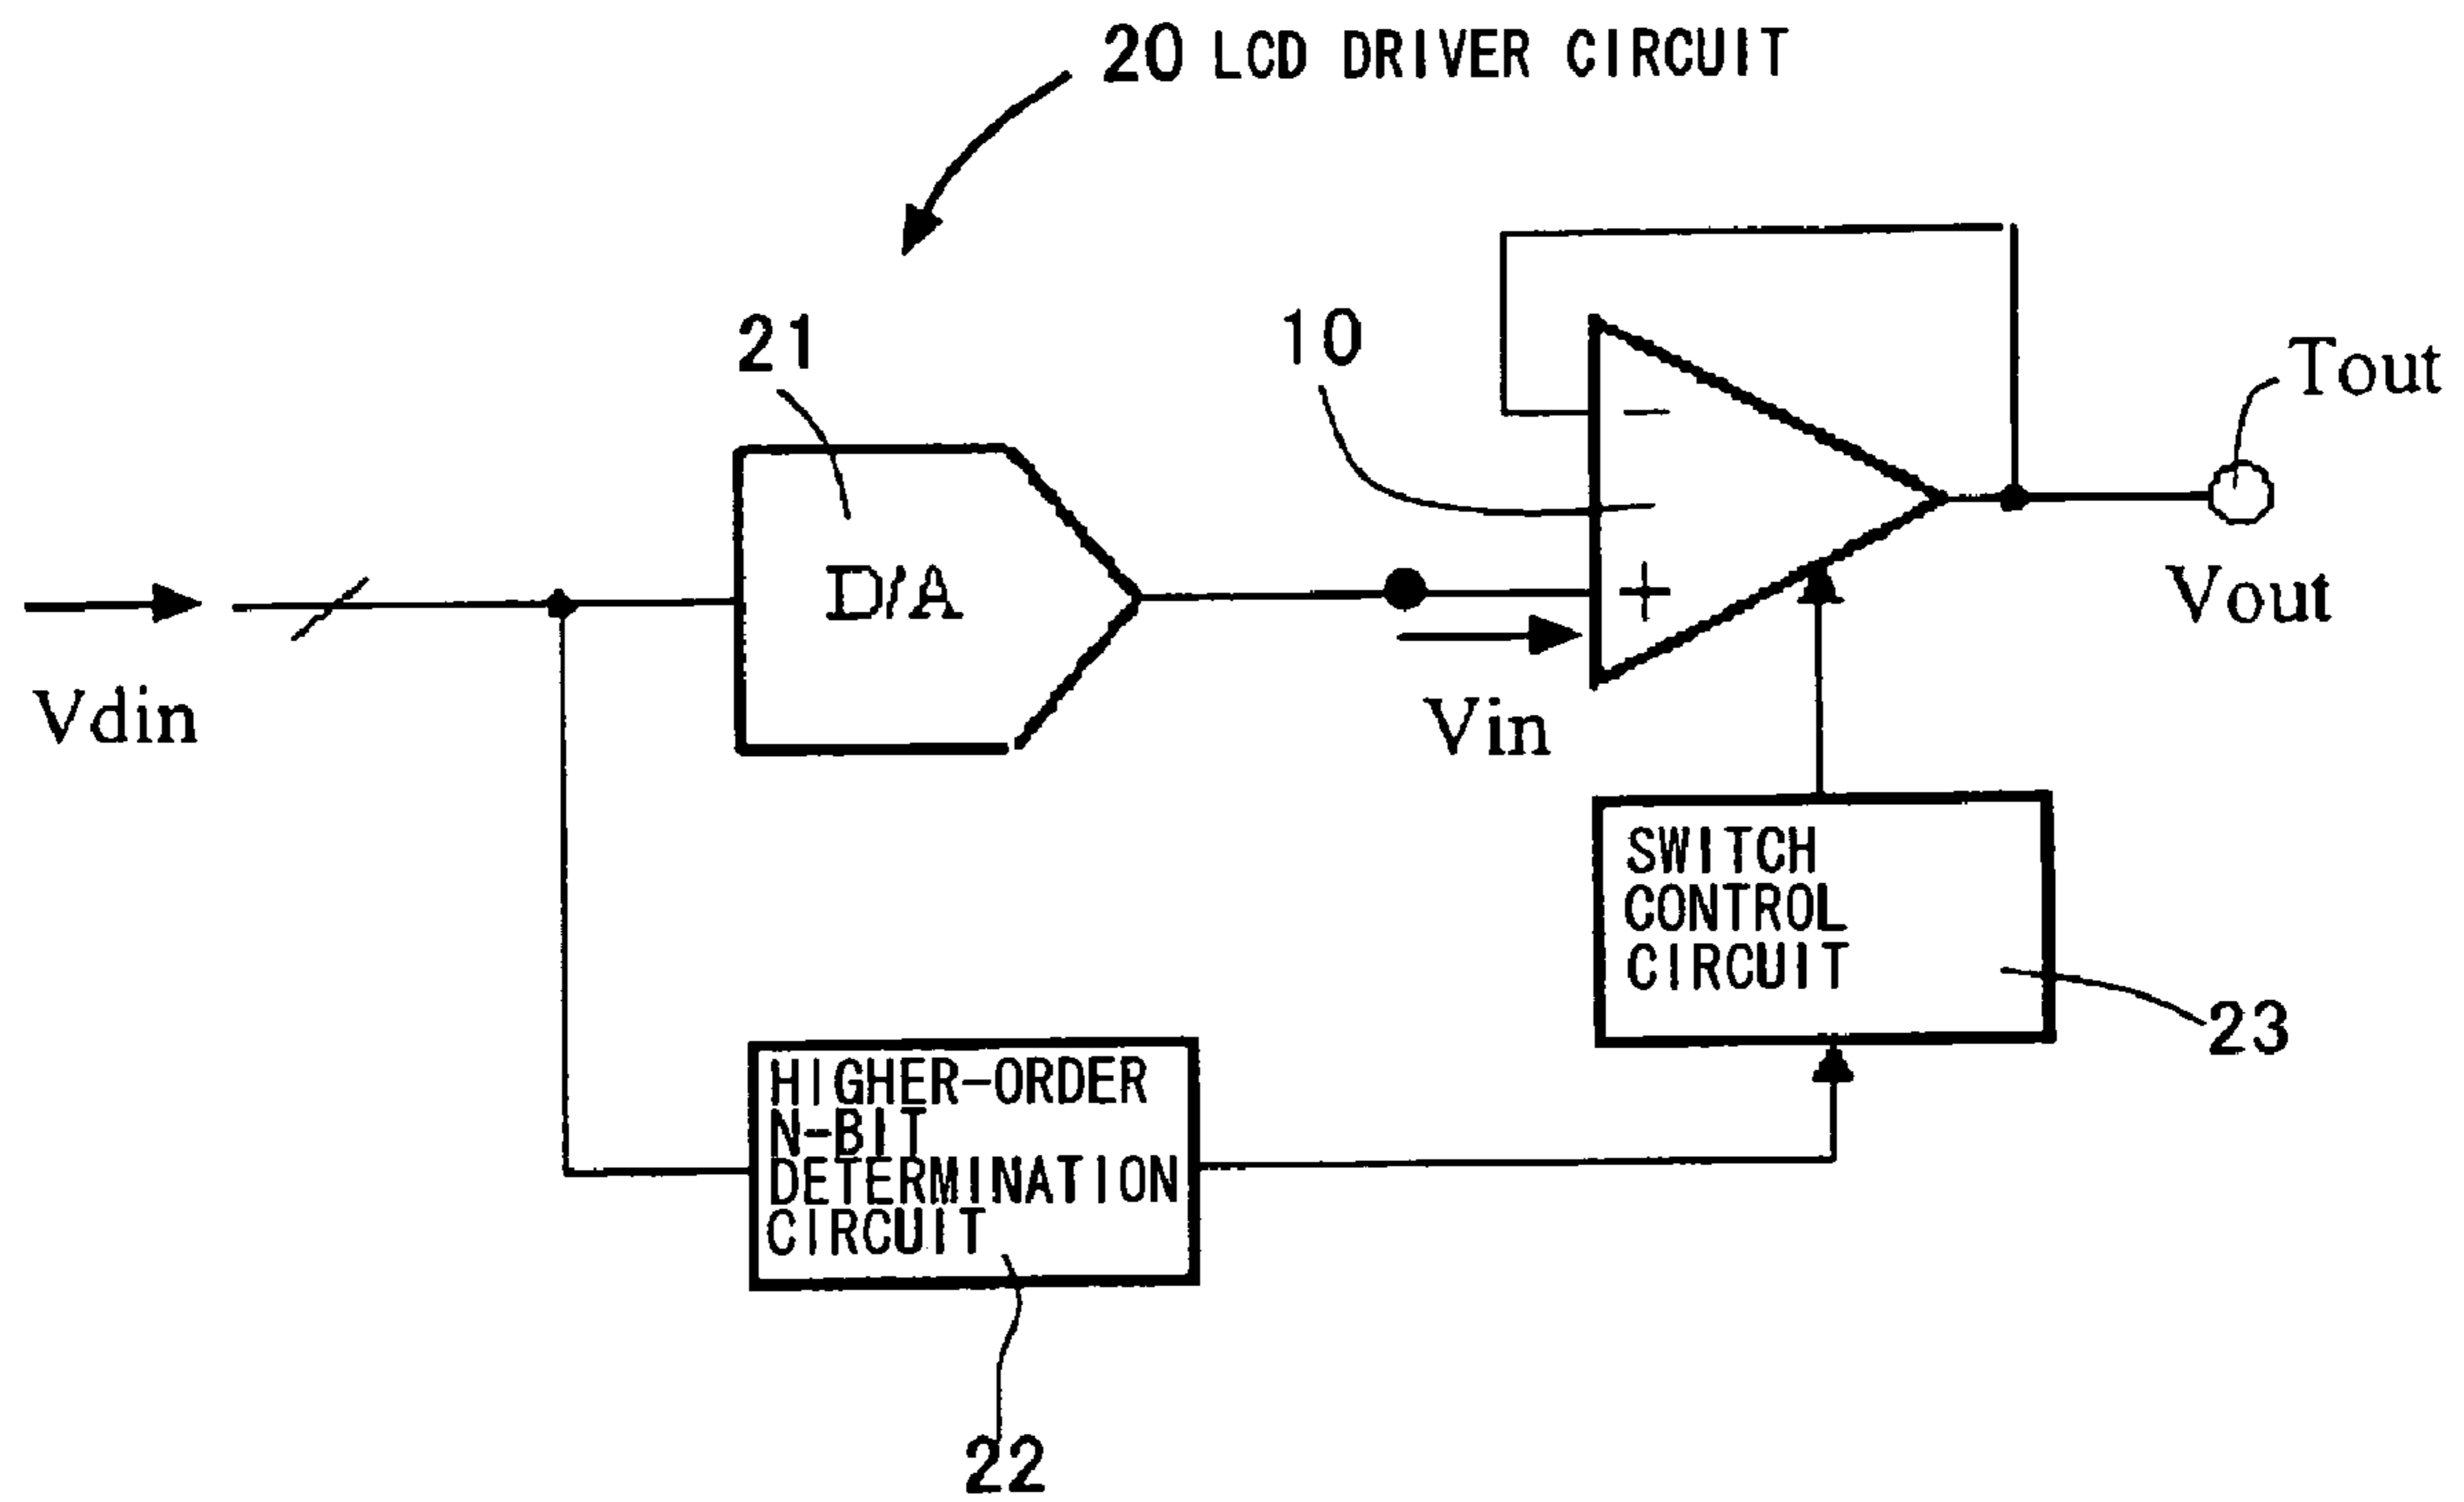 20 LCD DRIVER CIRCUIT
21
10
Tout
D/A
−
+
Vout
Vdin
Vin
SWITCH
CONTROL
CIRCUIT
23
HIGHER-ORDER
N-BIT
DETERMINATION
CIRCUIT
22